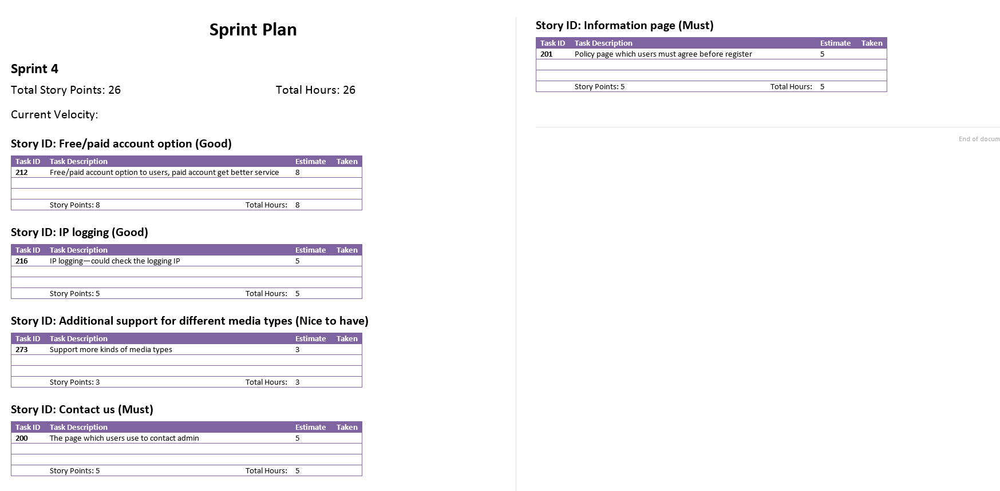 Sprint Plan
Sprint 4
Total Story Points: 26 Total Hours: 26
Current Velocity:
Story ID: Free/paid account option (Good)
Task ID Task Description Estimate Taken
212 Free/paid account option to users, paid account get better service 8
Story Points: 8 Total Hours: 8
Story ID: IP logging (Good)
Task ID Task Description Estimate Taken
216 IP logging—could check the logging IP 5
Story Points: 5 Total Hours: 5
Story ID: Additional support for different media types (Nice to have)
Task ID Task Description Estimate Taken
273 Support more kinds of media types 3
Story Points: 3 Total Hours: 3
Story ID: Contact us (Must)
Task ID Task Description Estimate Taken
200 The page which users use to contact admin 5
Story Points: 5 Total Hours: 5
Story ID: Information page (Must)
Task ID Task Description Estimate Taken
201 Policy page which users must agree before register 5
Story Points: 5 Total Hours: 5
End of docum